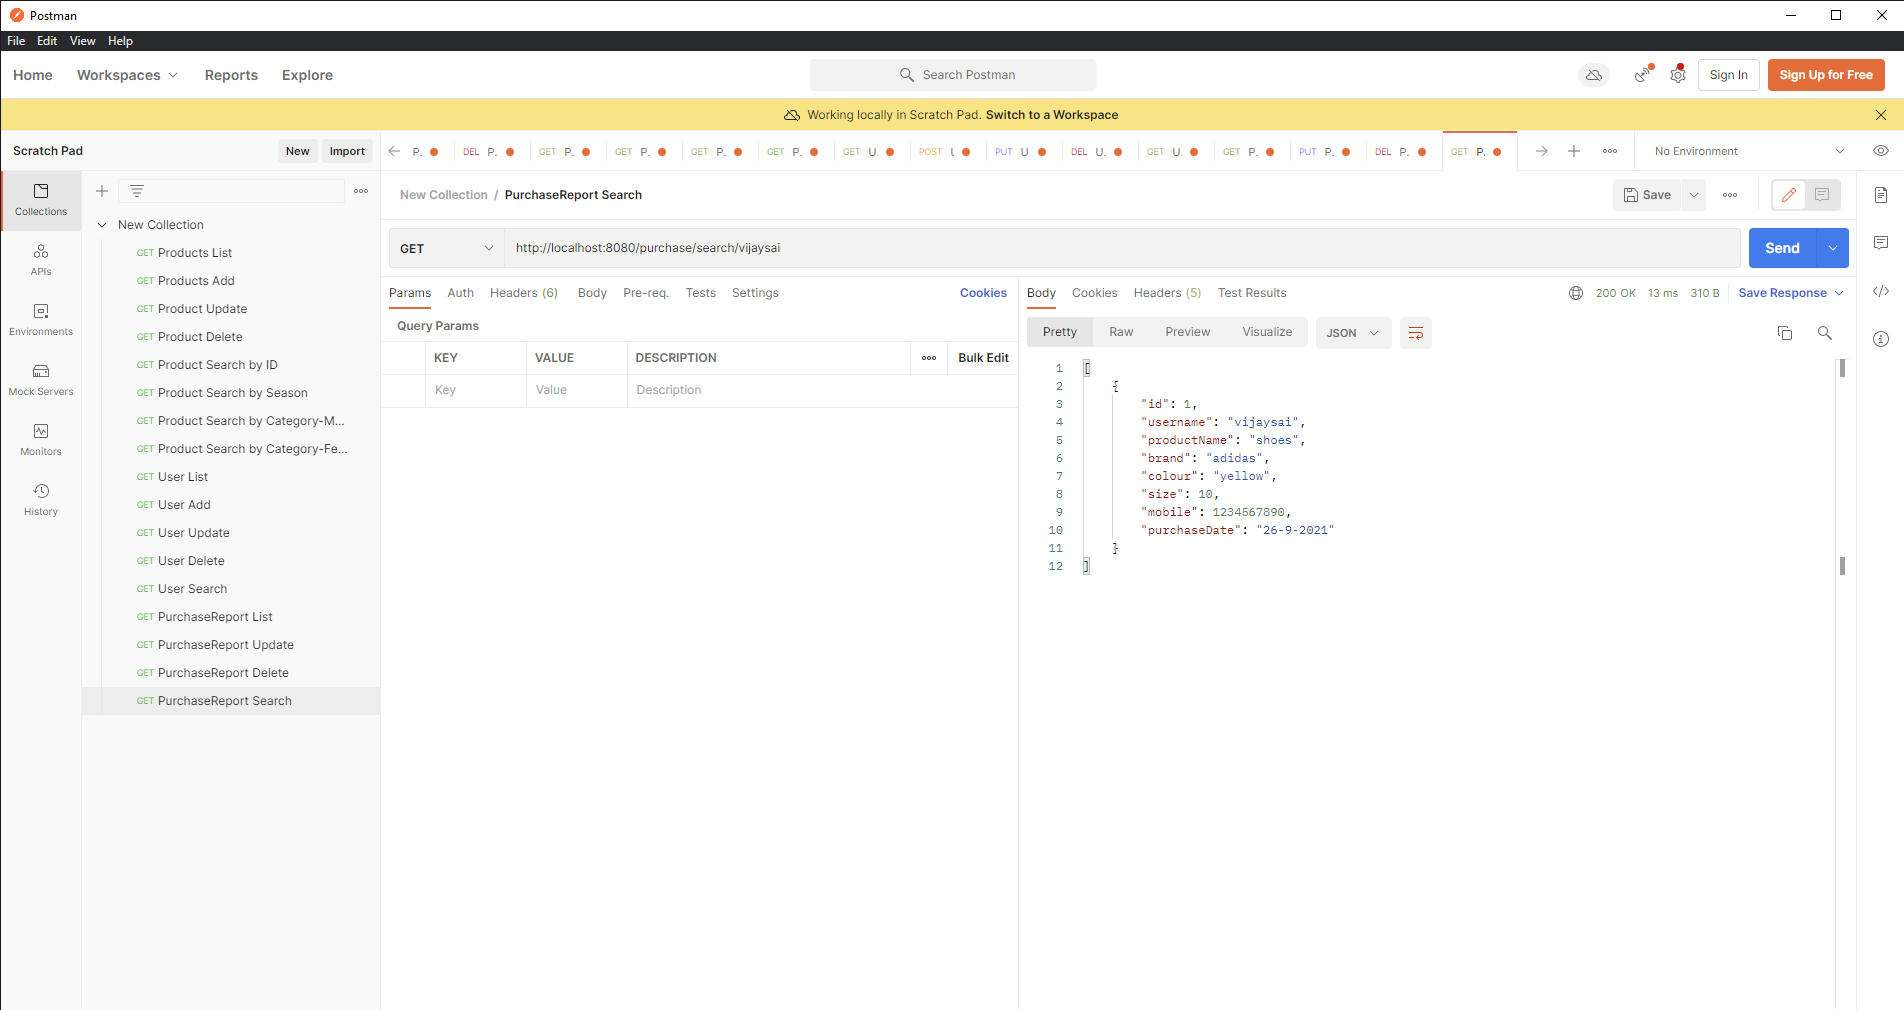 Postman
File Edit View Help
Home Workspaces Reports Explore
Search Postman
Sign In
Sign Up for Free
Working locally in Scratch Pad. Switch to a Workspace
Scratch Pad
New
Import
P.
DEL P.
GET P.
GET P.
GET P.
GET P.
GET U.
POST
PUT U
DEL U.
GET U.
GET P.
PUT P.
DEL P.
GET P.
No Environment
Collections
APIs
Environments
Mock Servers
Monitors
History
New Collection
GET Products List
GET Products Add
GET Product Update
GET Product Delete
GET Product Search by ID
GET Product Search by Season
GET Product Search by Category-M...
GET Product Search by Category-Fe...
GET User List
GET User Add
GET User Update
GET User Delete
GET User Search
GET PurchaseReport List
GET PurchaseReport Update
GET PurchaseReport Delete
GET PurchaseReport Search
New Collection / PurchaseReport Search
Save
GET
http://localhost:8080/purchase/search/vijaysai
Send
Params Auth Headers (6) Body Pre-req. Tests Settings
Cookies
Query Params
KEY VALUE DESCRIPTION
Bulk Edit
Key Value Description
Body Cookies Headers (5) Test Results
200 OK 13 ms 310 B Save Response
Pretty Raw Preview Visualize JSON
1 [
2 {
3 "id": 1,
4 "username": "vijaysai",
5 "productName": "shoes",
6 "brand": "adidas",
7 "colour": "yellow",
8 "size": 10,
9 "mobile": 1234567890,
10 "purchaseDate": "26-9-2021"
11 }
12 ]